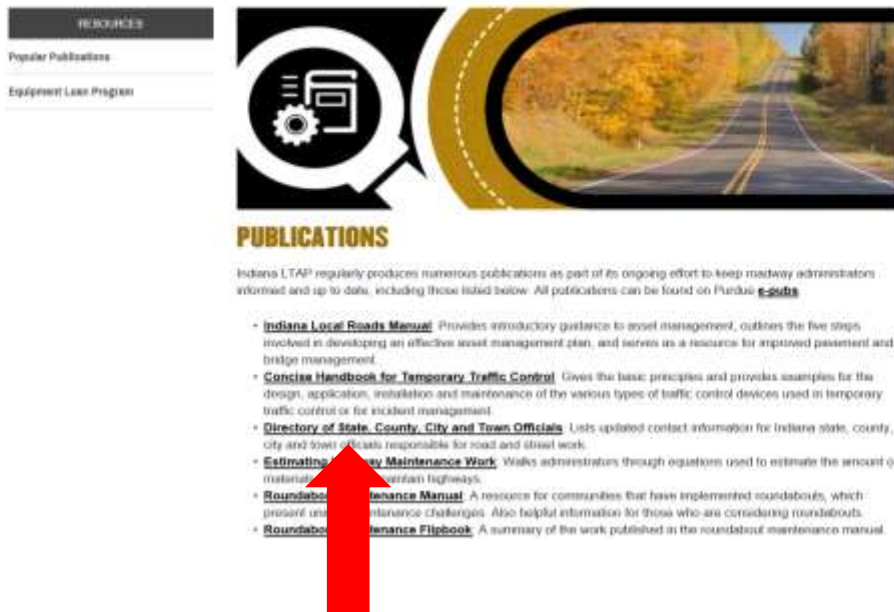 RESOURCES
Popular Publications
Equipment Loan Program
PUBLICATIONS
Indiana LTAP regularly produces numerous publications as part of its ongoing effort to keep roadway administrators
informed and up to date, including those listed below. All publications can be found on Purdue e-pubs.
• Indiana Local Roads Manual: Provides introductory guidance to asset management, outlines the five steps
involved in developing an effective asset management plan, and serves as a resource for improved pavement and
bridge management.
• Concise Handbook for Temporary Traffic Control: Gives the basic principles and provides examples for the
design, application, installation and maintenance of the various types of traffic control devices used in temporary
traffic control or for incident management.
• Directory of State, County, City and Town Officials: Lists updated contact information for Indiana state, county,
city and town officials responsible for road and street work.
• Estimating Maintenance Work: Walks administrators through equations used to estimate the amount o
materials maintain highways.
• Maintenance Manual: A resource for communities that have implemented roundabouts, which
present maintenance challenges. Also helpful information for those who are considering roundabouts.
• Maintenance Flipbook: A summary of the work published in the roundabout maintenance manual.